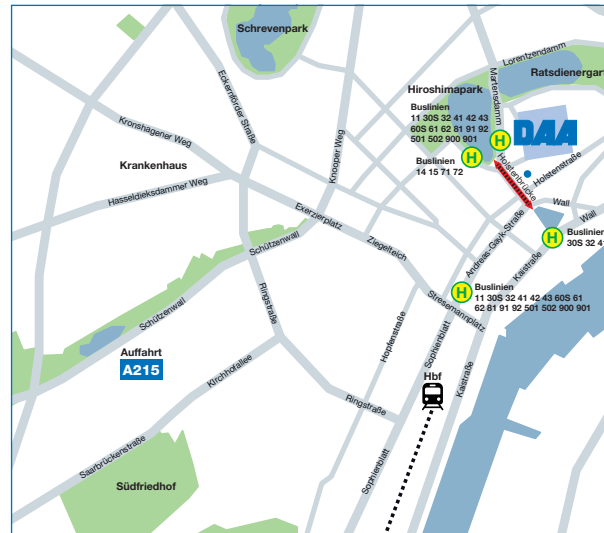 Schrevenpark
Lorentzendamm
Ratsdienergart
Martensdamm
Eckernförder Straße
Hiroshimapark
Buslinien
11 30S 32 41 42 43
60S 61 62 81 91 92
501 502 900 901
H
DAA
Kronshagener Weg
Knooper Weg
H
Buslinien
14 15 71 72
Holstenbrücke
Holstenstraße
Krankenhaus
Hasseldieksdammer Weg
Exerzierplatz
Wall
Wall
Andreas-Gayk-Straße
Ziegelteich
Schützenwall
H
Buslinien
30S 32 41
Kaistraße
H
Buslinien
11 30S 32 41 42 43 60S 61
62 81 91 92 501 502 900 901
Stresemannplatz
Ringstraße
Schützenwall
Hopfenstraße
Sophienblatt
Auffahrt
A215
Kirchhofallee
Hbf
Kaistraße
Ringstraße
Saarbrückenstraße
Sophienblatt
Südfriedhof